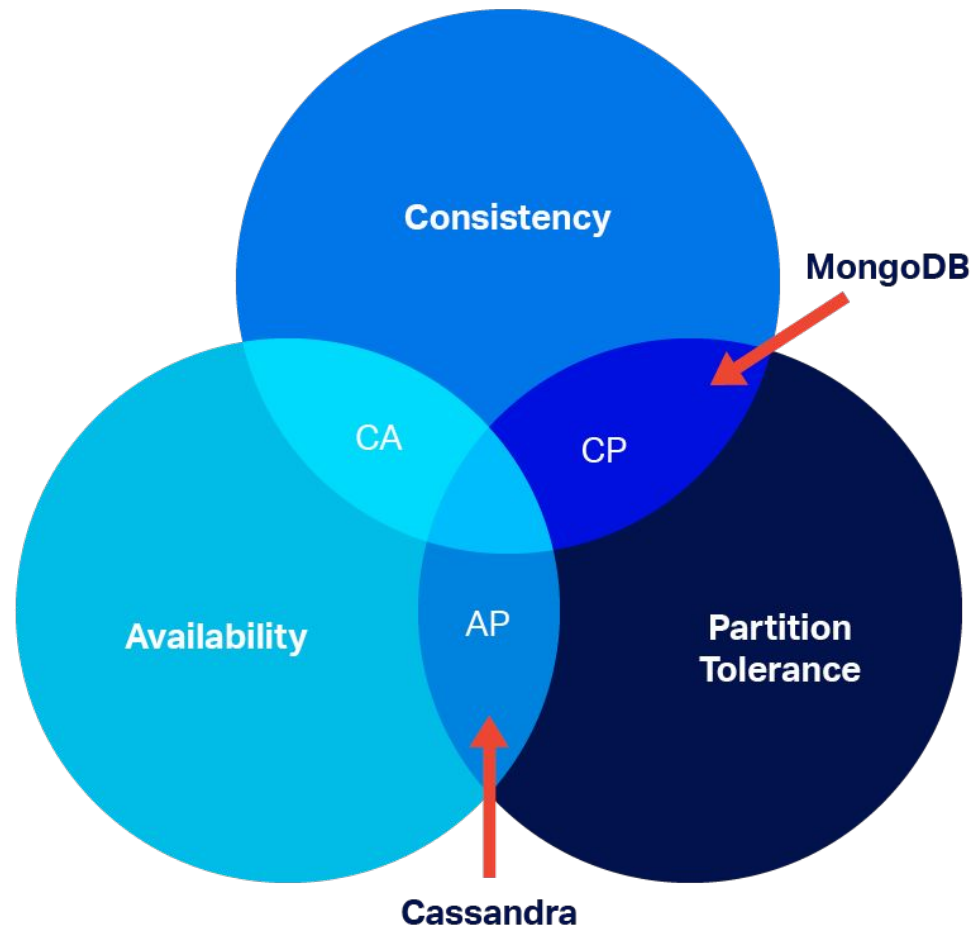 Consistency
MongoDB
CA
CP
AP
Availability
Partition
Tolerance
Cassandra